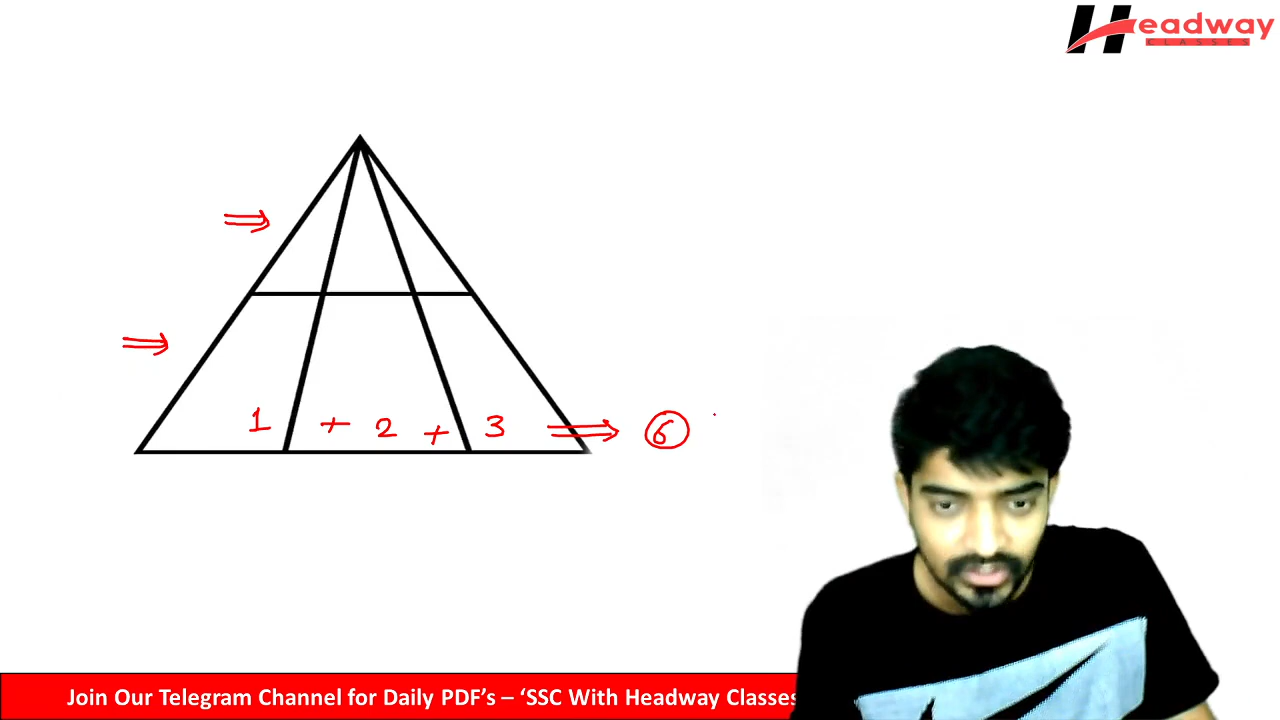 Headway
CLASSES
1 + 2 + 3 ⇒ 6
Join Our Telegram Channel for Daily PDF's – 'SSC With Headway Classes